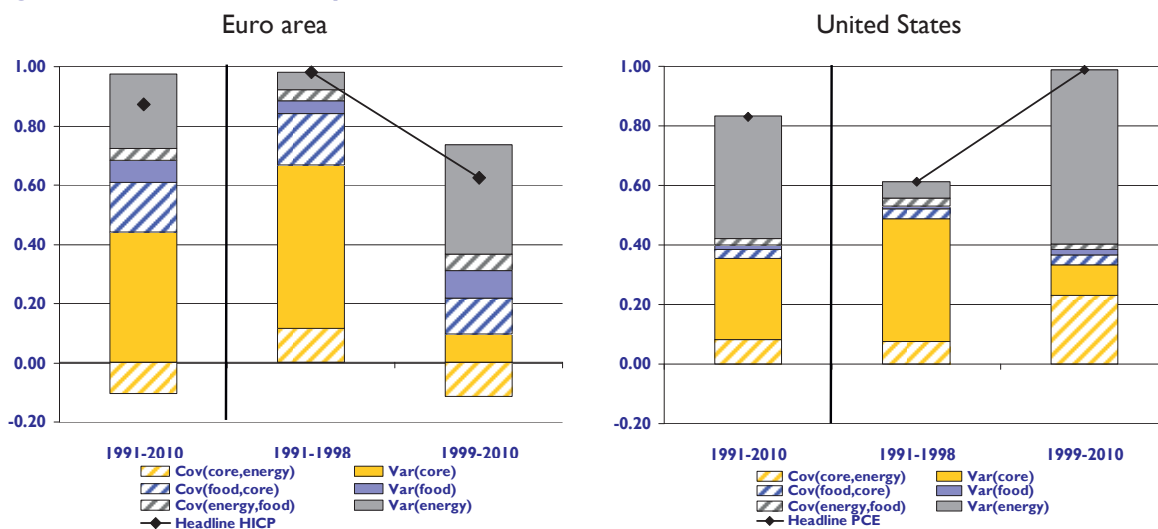 Euro area
1.00
0.80
0.60
0.40
0.20
0.00
-0.20
1991-2010 1991-1998 1999-2010
Cov(core,energy) Var(core)
Cov(food,core) Var(food)
Cov(energy,food) Var(energy)
Headline HICP
United States
1.00
0.80
0.60
0.40
0.20
0.00
-0.20
1991-2010 1991-1998 1999-2010
Cov(core,energy) Var(core)
Cov(food,core) Var(food)
Cov(energy,food) Var(energy)
Headline PCE